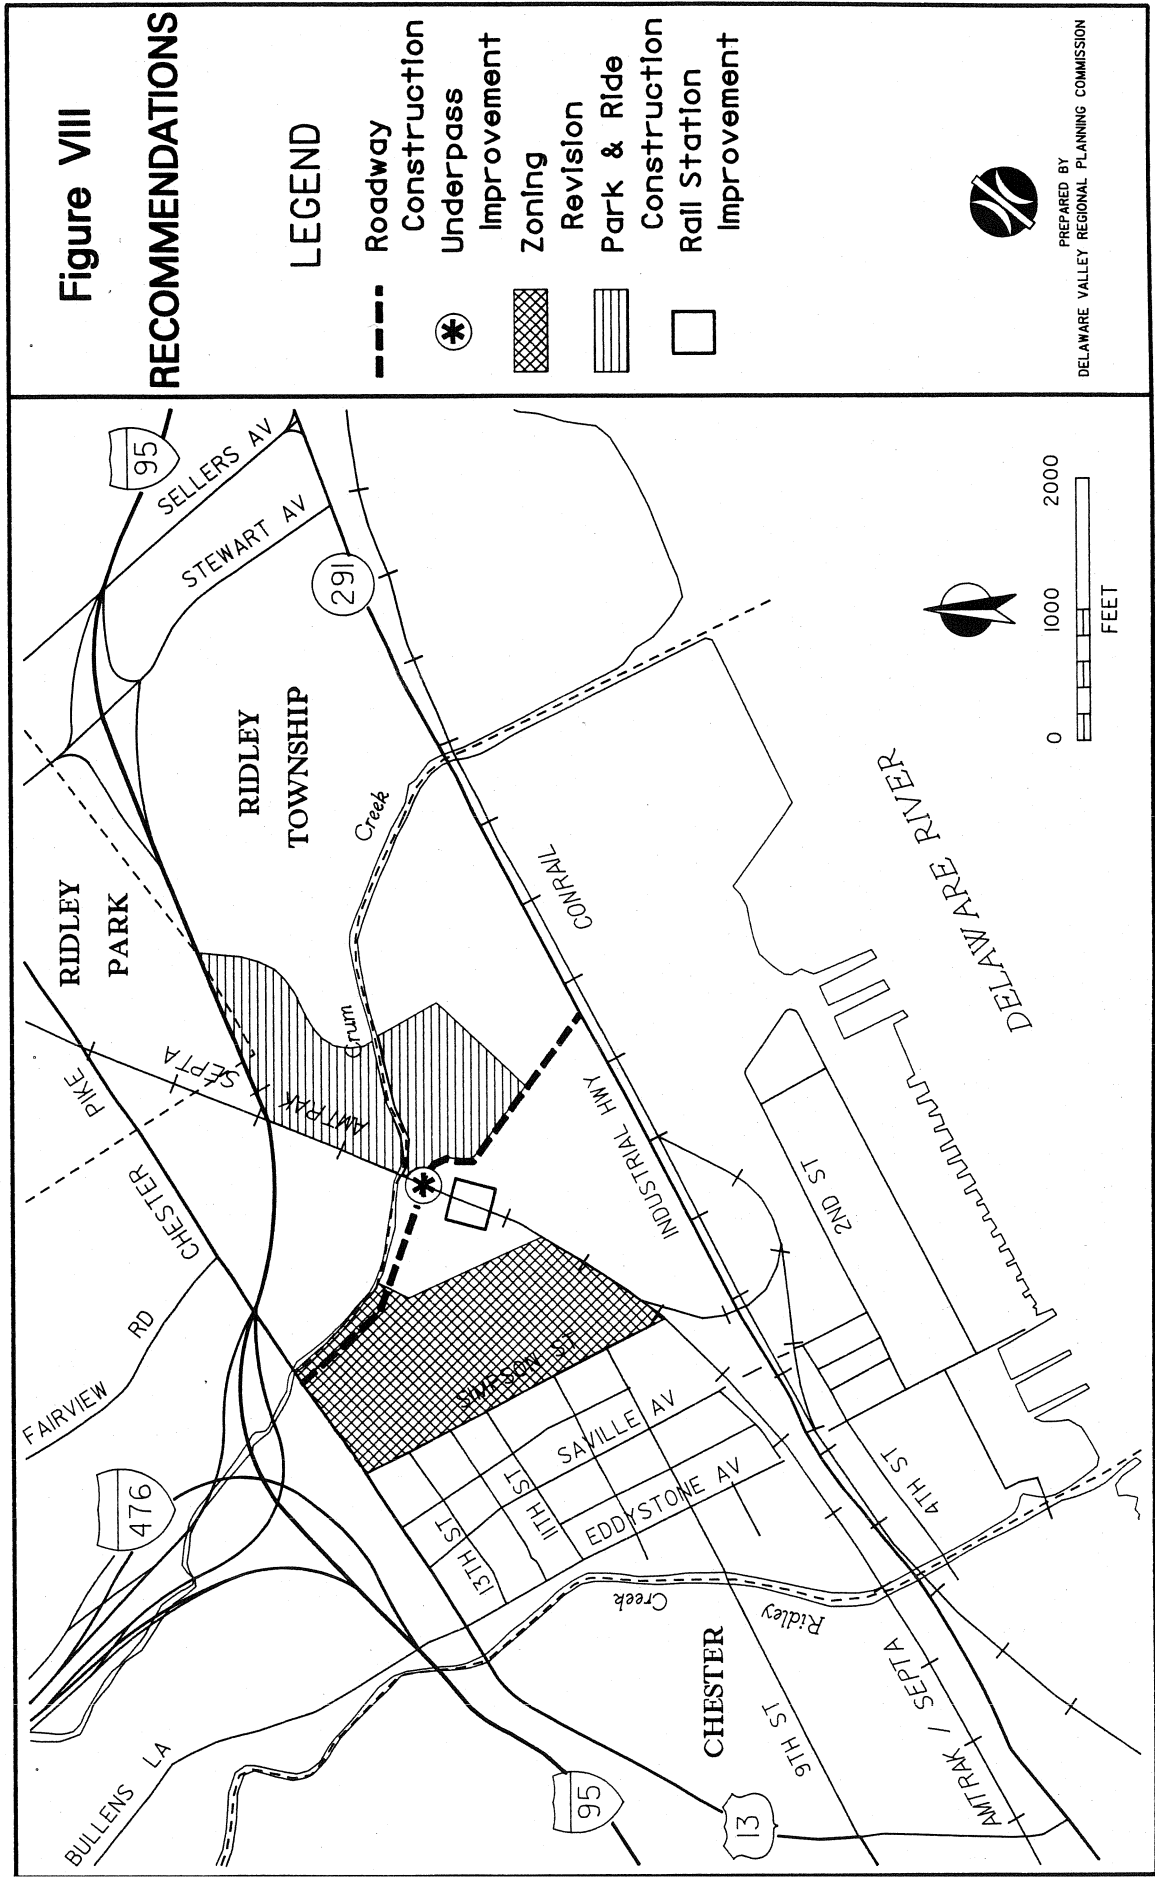 Figure VIII
RECOMMENDATIONS
LEGEND
Roadway
Construction
Underpass
Improvement
Zoning
Revision
Park & Ride
Construction
Rail Station
Improvement
PREPARED BY
DELAWARE VALLEY REGIONAL PLANNING COMMISSION
95
SELLERS AV
STEWART AV
291
RIDLEY
TOWNSHIP
RIDLEY
PARK
Creek
Crum
CONRAIL
DELAWARE RIVER
0 1000 2000
FEET
SEPTA
AMTRAK
PIKE
CHESTER
INDUSTRIAL HWY
2ND ST
FAIRVIEW RD
SIMPSON ST
SAVILLE AV
EDDYSTONE AV
11TH ST
13TH ST
4TH ST
476
Creek
Ridley
CHESTER
9TH ST
AMTRAK / SEPTA
BULLENS LA
95
13